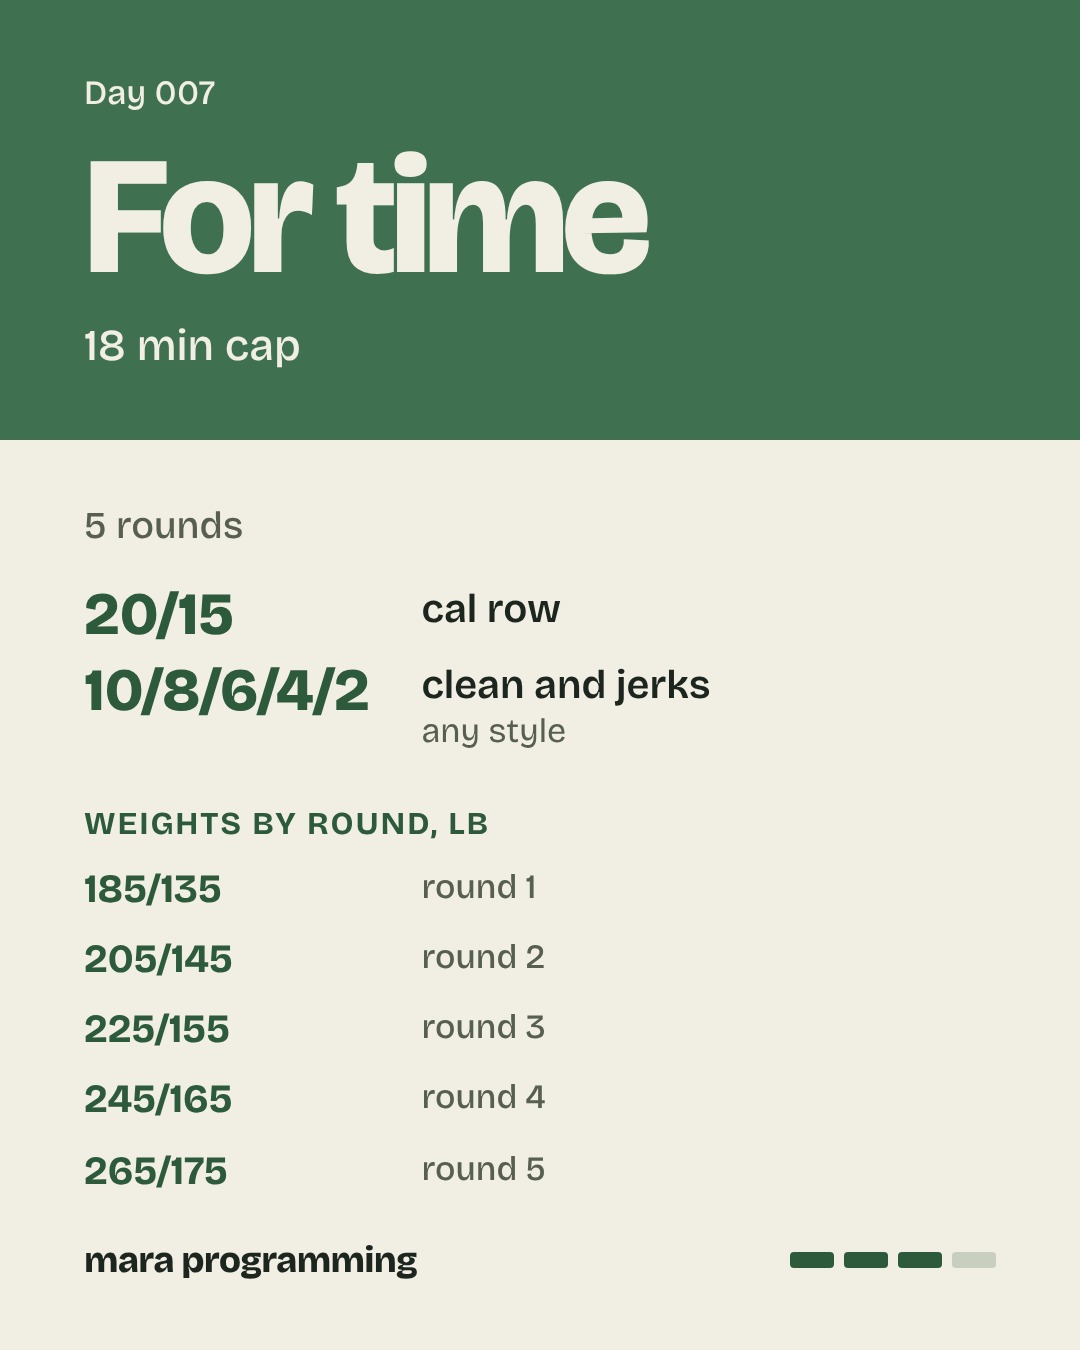 Day 007
For time
18 min cap
5 rounds
20/15 cal row
10/8/6/4/2 clean and jerks
any style
WEIGHTS BY ROUND, LB
185/135 round 1
205/145 round 2
225/155 round 3
245/165 round 4
265/175 round 5
mara programming